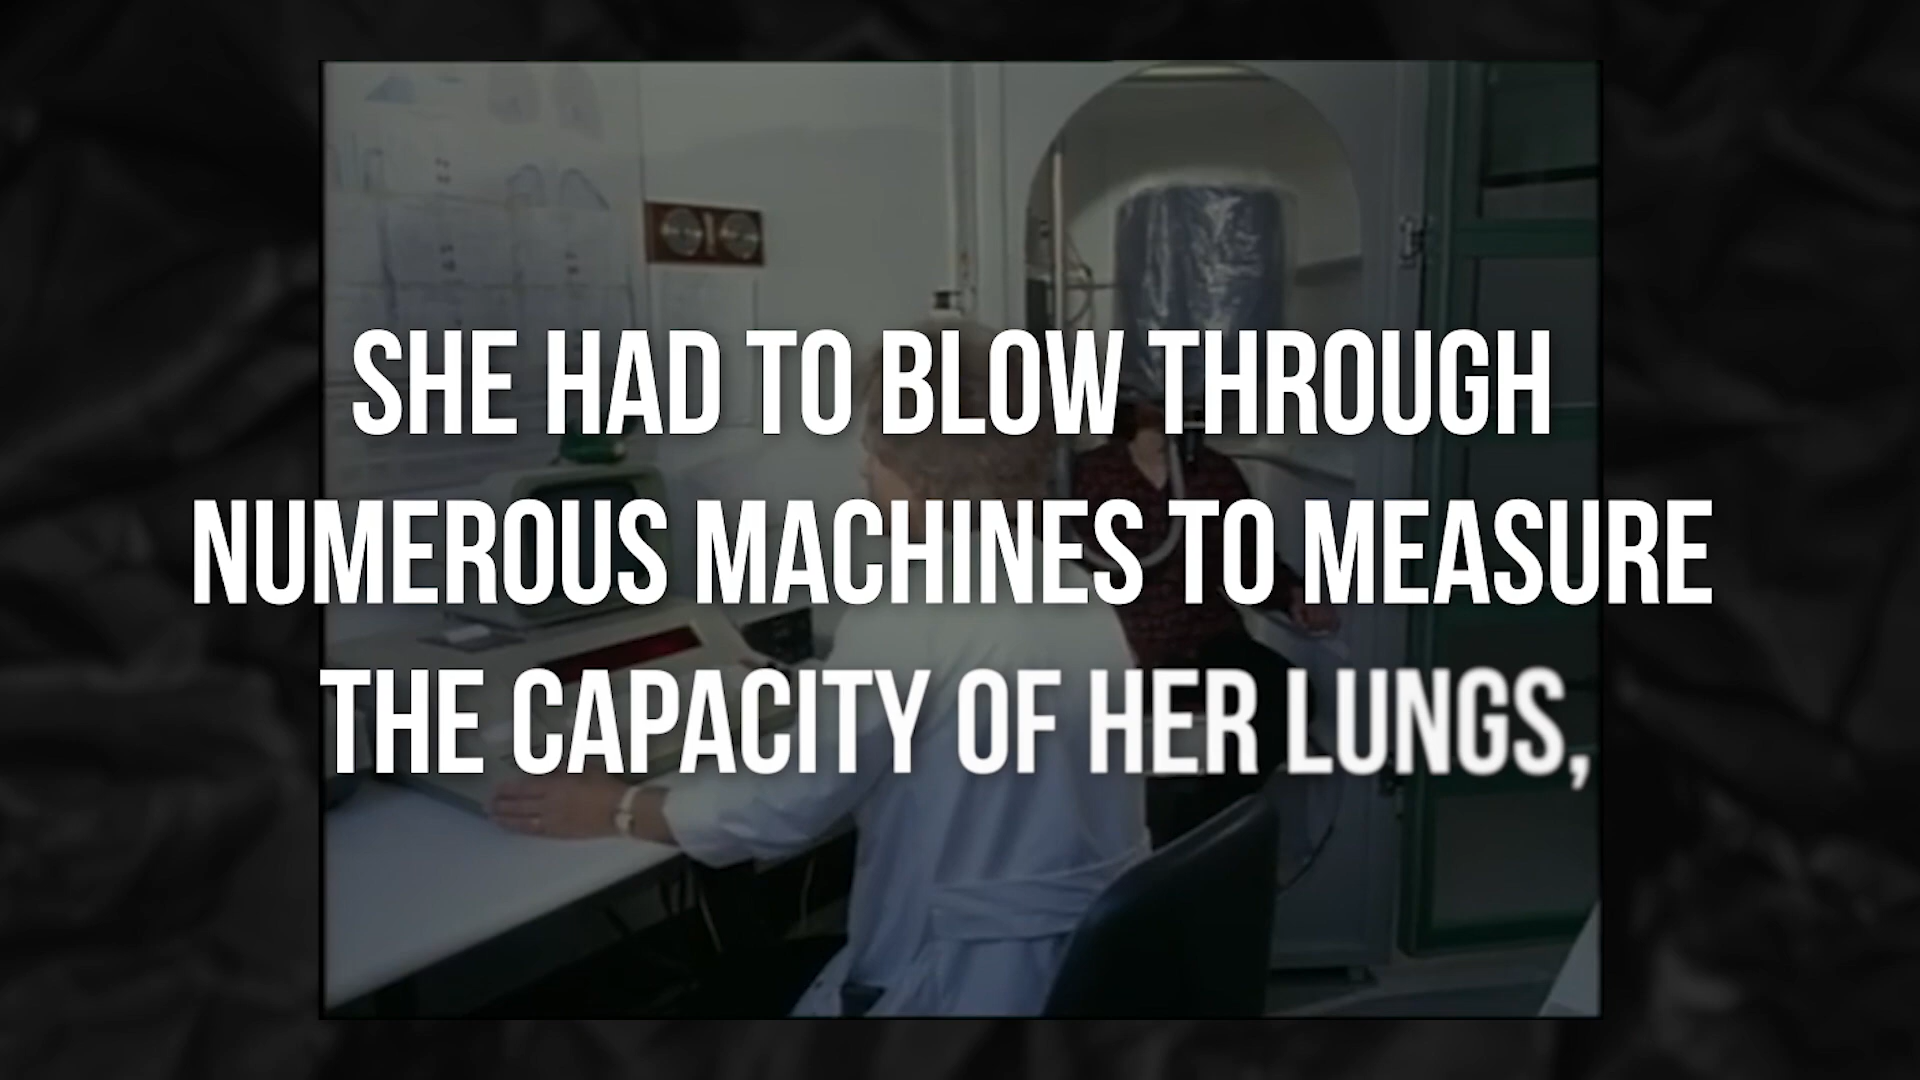 SHE HAD TO BLOW THROUGH
NUMEROUS MACHINES TO MEASURE
THE CAPACITY OF HER LUNGS,